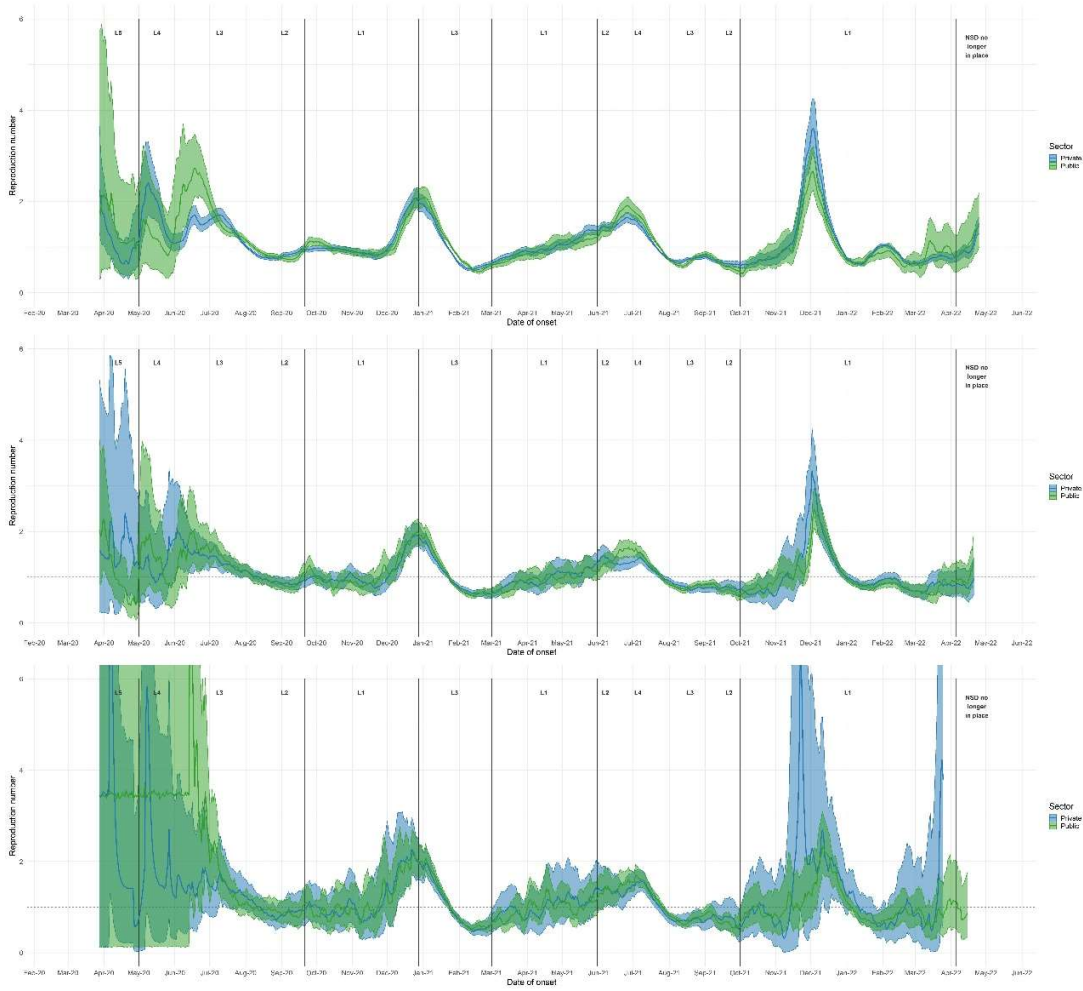 6
L5 L4 L3 L2 L1 L3 L1 L2 L4 L3 L2 L1
NSD no
longer
in place
4
Reproduction number
Sector
Private
Public
2
0
Feb-20 Mar-20 Apr-20 May-20 Jun-20 Jul-20 Aug-20 Sep-20 Oct-20 Nov-20 Dec-20 Jan-21 Feb-21 Mar-21 Apr-21 May-21 Jun-21 Jul-21 Aug-21 Sep-21 Oct-21 Nov-21 Dec-21 Jan-22 Feb-22 Mar-22 Apr-22 May-22 Jun-22
Date of onset
6
L5 L4 L3 L2 L1 L3 L1 L2 L4 L3 L2 L1
NSD no
longer
in place
4
Reproduction number
Sector
Private
Public
2
0
Feb-20 Mar-20 Apr-20 May-20 Jun-20 Jul-20 Aug-20 Sep-20 Oct-20 Nov-20 Dec-20 Jan-21 Feb-21 Mar-21 Apr-21 May-21 Jun-21 Jul-21 Aug-21 Sep-21 Oct-21 Nov-21 Dec-21 Jan-22 Feb-22 Mar-22 Apr-22 May-22 Jun-22
Date of onset
6
L5 L4 L3 L2 L1 L3 L1 L2 L4 L3 L2 L1
NSD no
longer
in place
4
Reproduction number
Sector
Private
Public
2
0
Feb-20 Mar-20 Apr-20 May-20 Jun-20 Jul-20 Aug-20 Sep-20 Oct-20 Nov-20 Dec-20 Jan-21 Feb-21 Mar-21 Apr-21 May-21 Jun-21 Jul-21 Aug-21 Sep-21 Oct-21 Nov-21 Dec-21 Jan-22 Feb-22 Mar-22 Apr-22 May-22 Jun-22
Date of onset